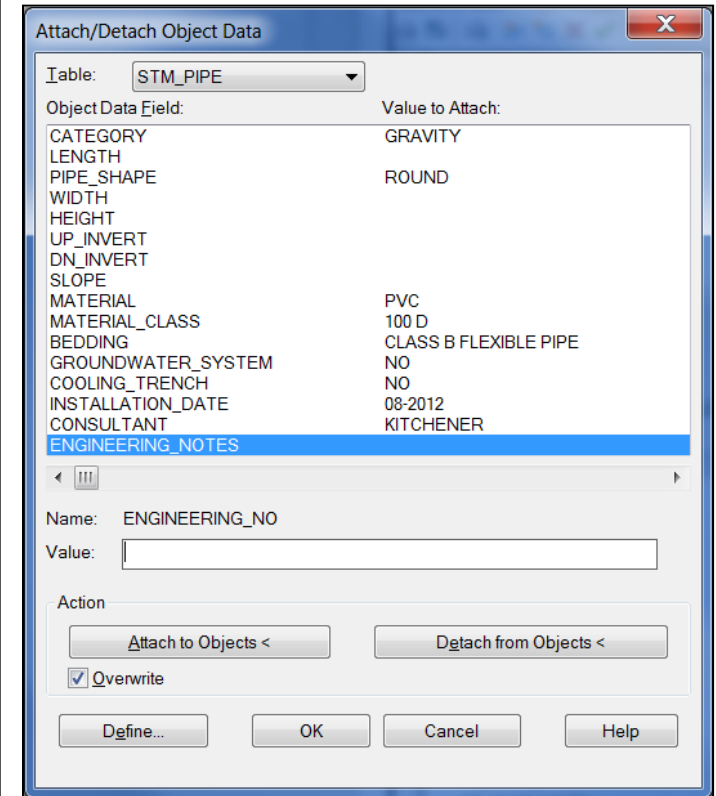 Attach/Detach Object Data
Table: STM_PIPE
Object Data Field: Value to Attach:
CATEGORY GRAVITY
LENGTH
PIPE_SHAPE ROUND
WIDTH
HEIGHT
UP_INVERT
DN_INVERT
SLOPE
MATERIAL PVC
MATERIAL_CLASS 100 D
BEDDING CLASS B FLEXIBLE PIPE
GROUNDWATER_SYSTEM NO
COOLING_TRENCH NO
INSTALLATION_DATE 08-2012
CONSULTANT KITCHENER
ENGINEERING_NOTES
Name: ENGINEERING_NO
Value:
Action
Attach to Objects < Detach from Objects <
Overwrite
Define... OK Cancel Help